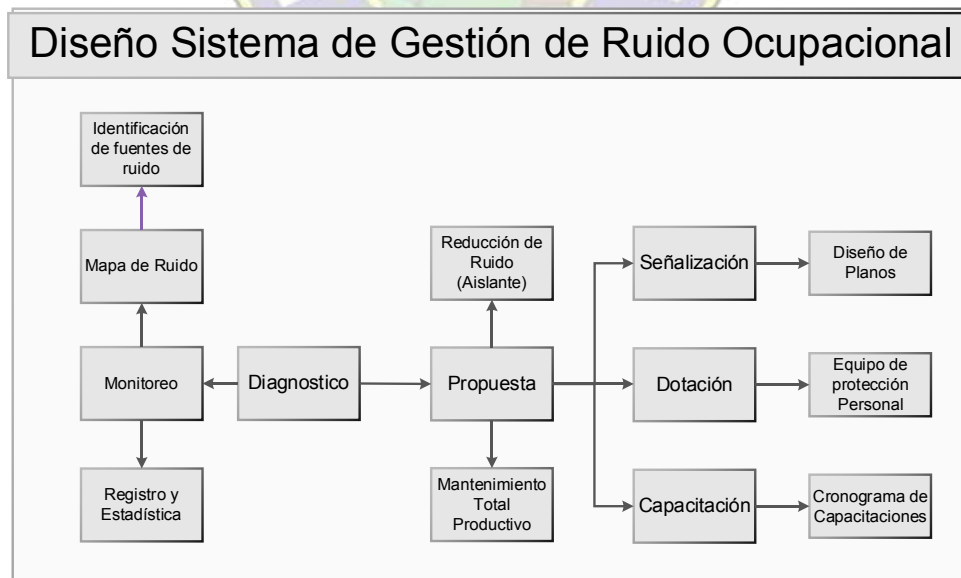 Diseño Sistema de Gestión de Ruido Ocupacional
Identificación
de fuentes de
ruido
Mapa de Ruido
Monitoreo
Registro y
Estadística
Diagnostico
Reducción de
Ruido
(Aislante)
Propuesta
Mantenimiento
Total
Productivo
Señalización
Diseño de
Planos
Dotación
Equipo de
protección
Personal
Capacitación
Cronograma de
Capacitaciones